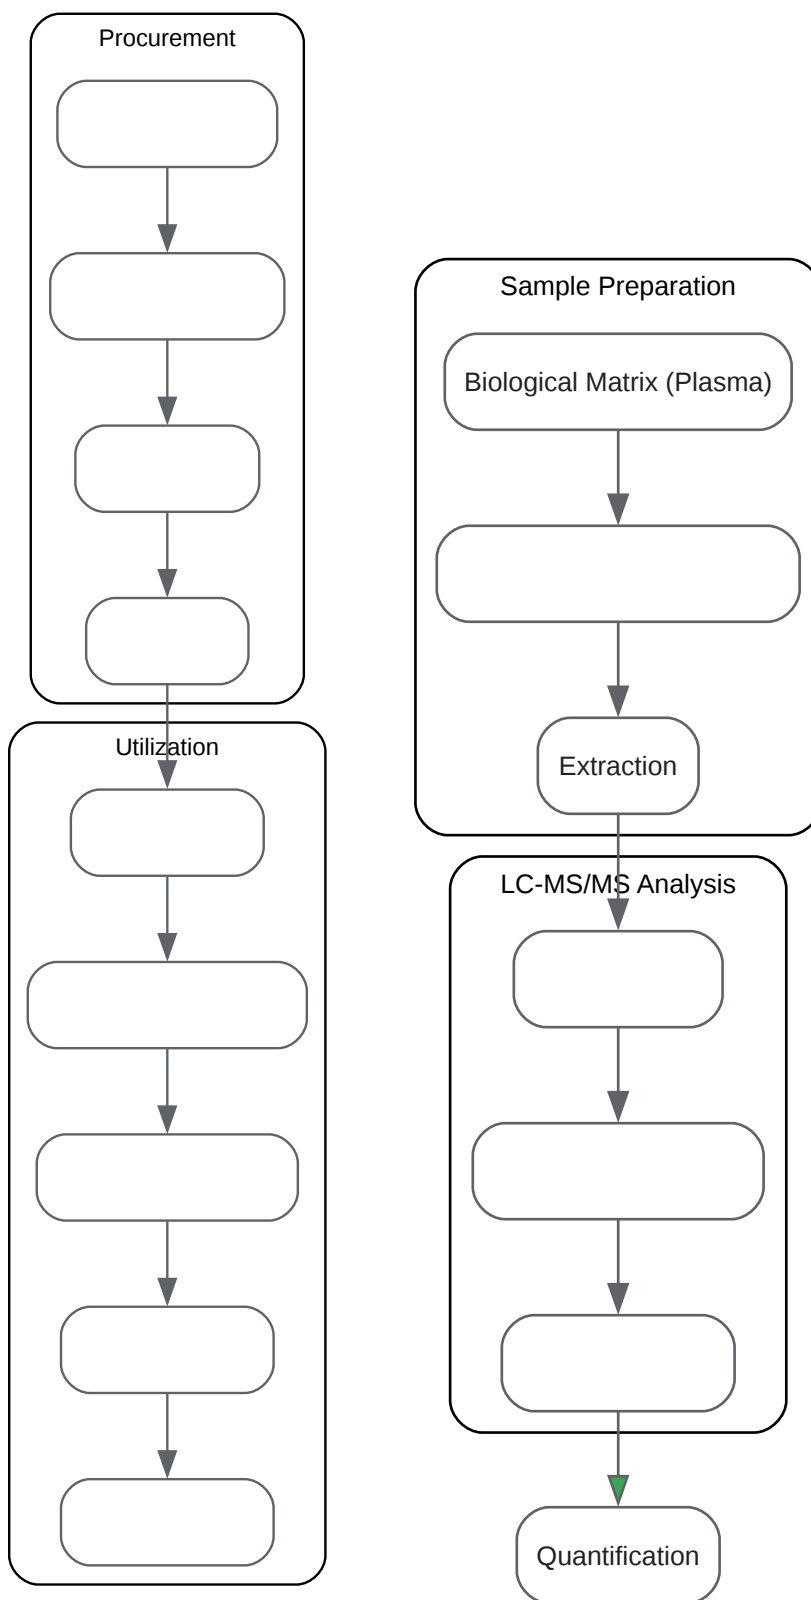 Procurement
Utilization
Sample Preparation
Biological Matrix (Plasma)
Extraction
LC-MS/MS Analysis
Quantification